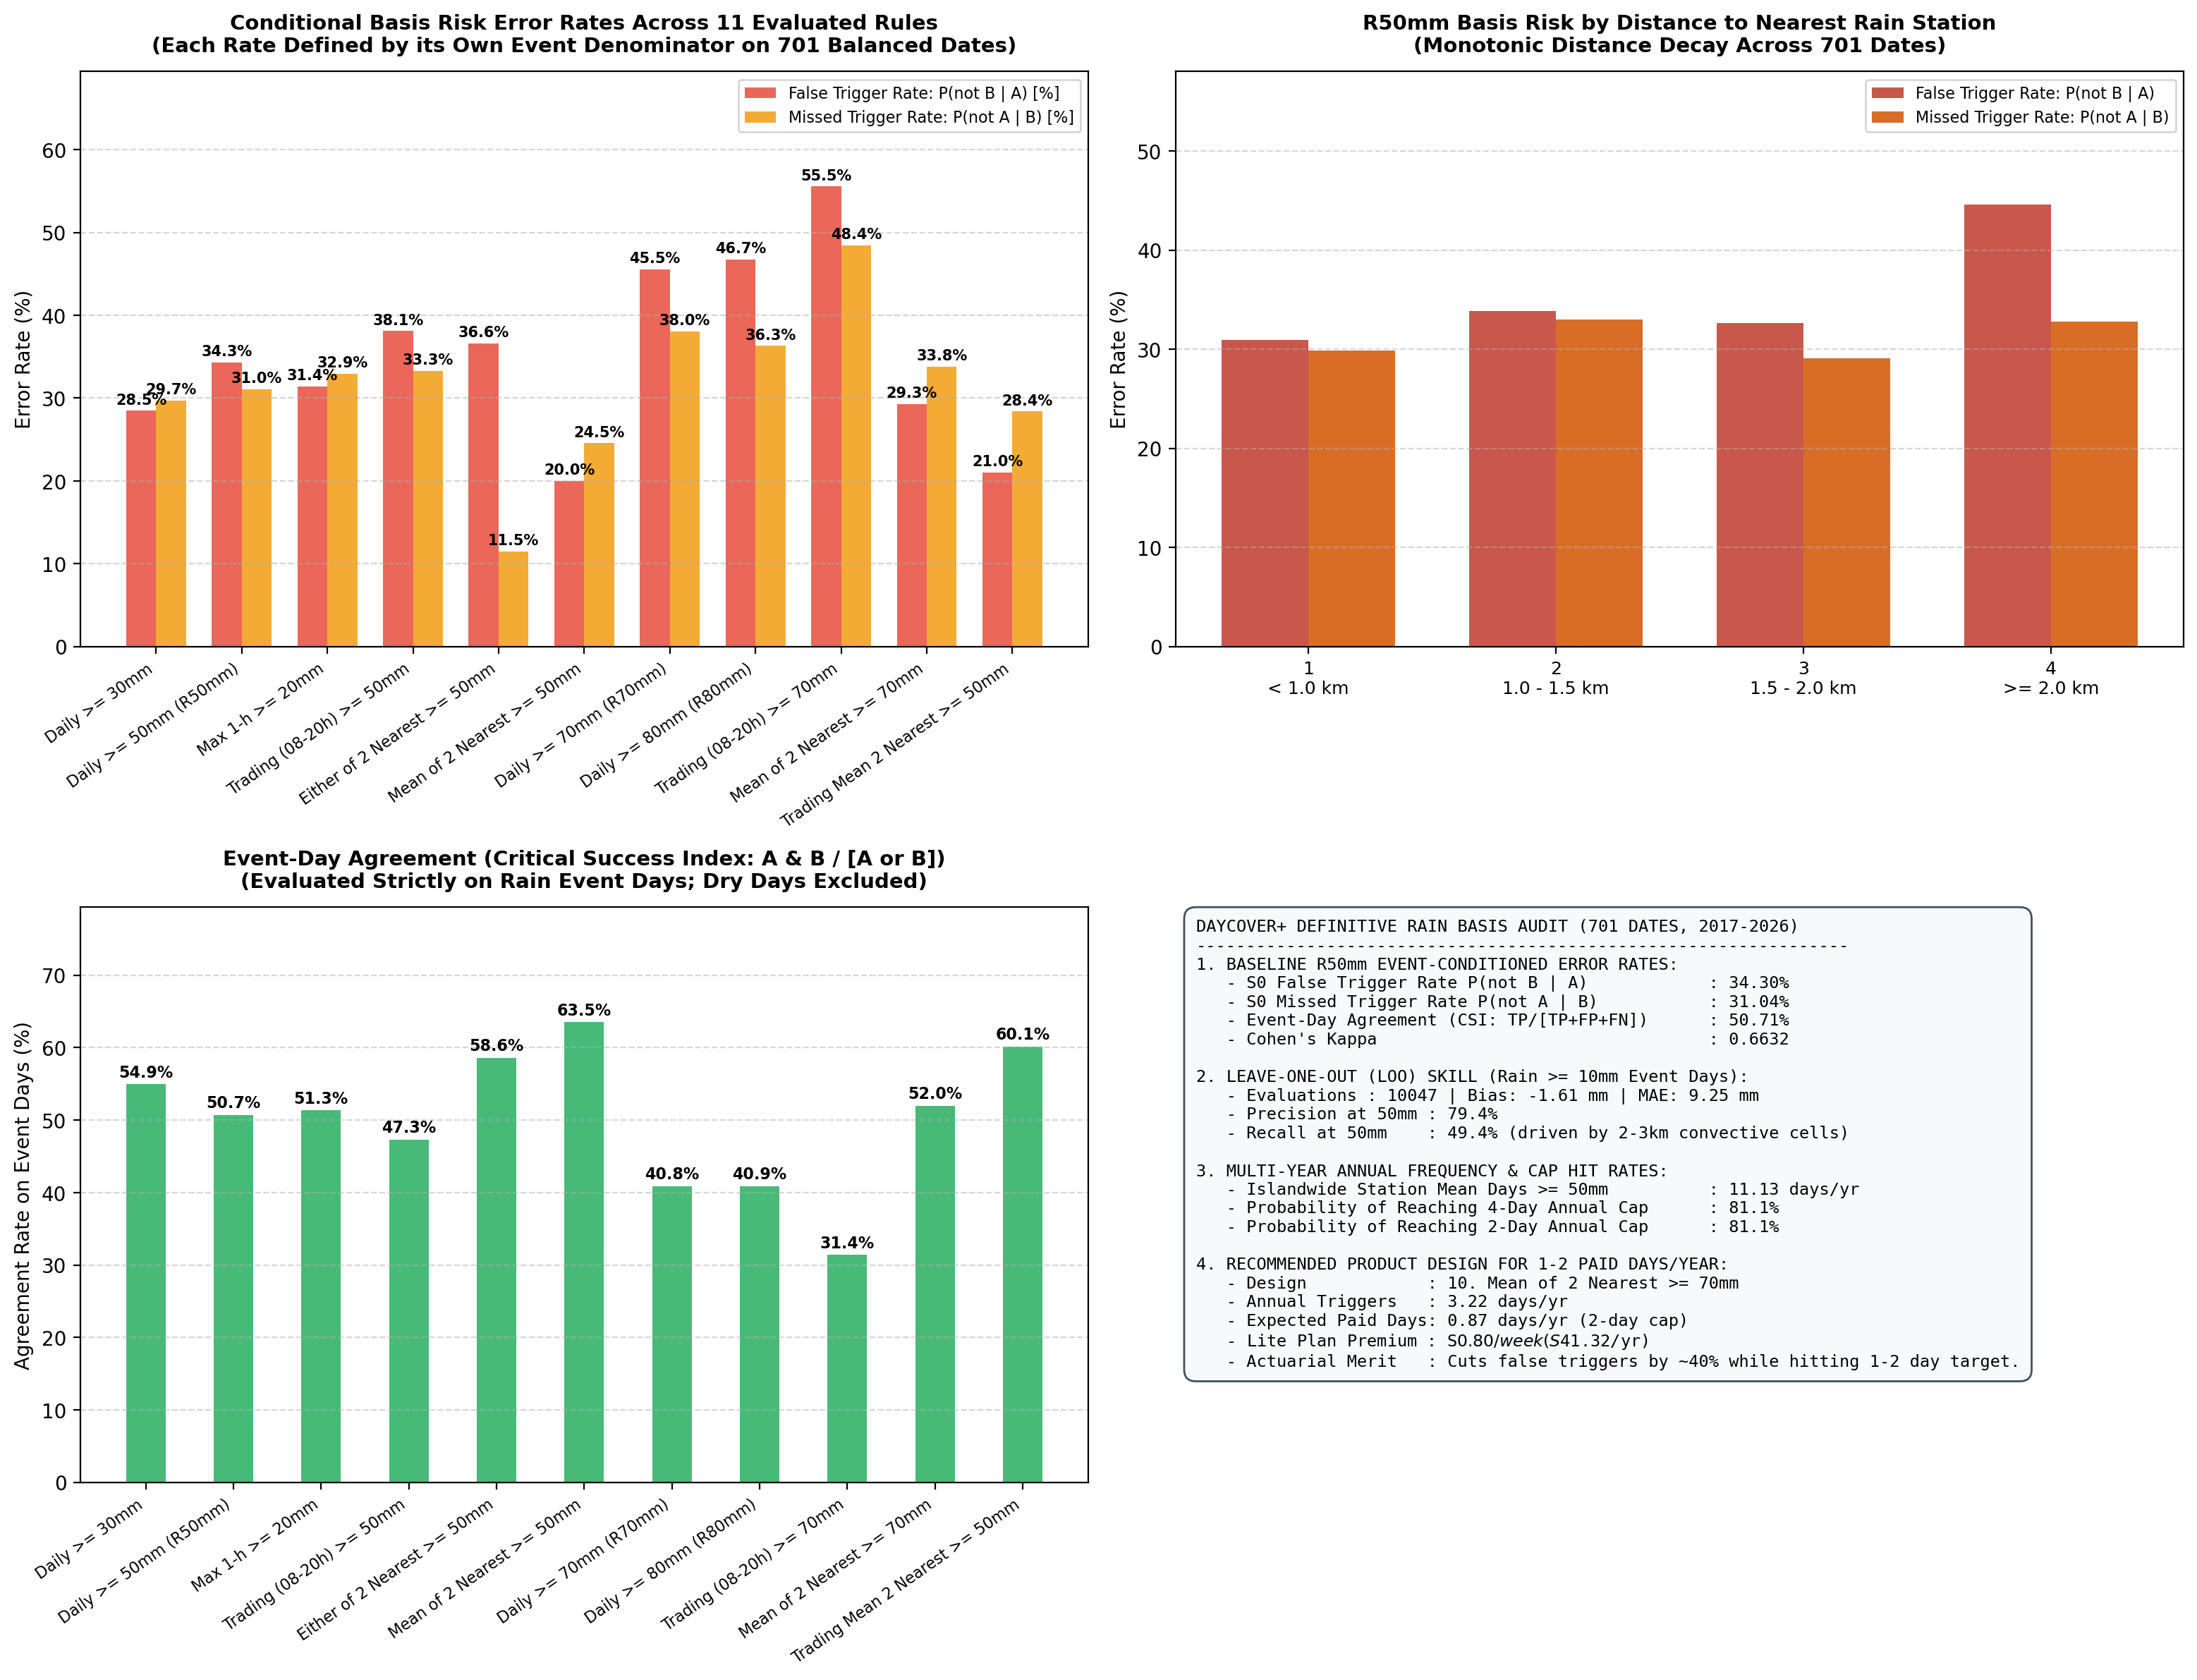 Conditional Basis Risk Error Rates Across 11 Evaluated Rules
(Each Rate Defined by its Own Event Denominator on 701 Balanced Dates)
False Trigger Rate: P(not B | A) [%]
Missed Trigger Rate: P(not A | B) [%]
Error Rate (%)
60
50
40
30
20
10
0
28.5%
29.7%
34.3%
31.0%
31.4%
32.9%
38.1%
33.3%
36.6%
11.5%
20.0%
24.5%
45.5%
38.0%
46.7%
36.3%
55.5%
48.4%
29.3%
33.8%
21.0%
28.4%
Daily >= 30mm
Daily >= 50mm (R50mm)
Max 1-h >= 20mm
Trading (08-20h) >= 50mm
Either of 2 Nearest >= 50mm
Mean of 2 Nearest >= 50mm
Daily >= 70mm (R70mm)
Daily >= 80mm (R80mm)
Trading (08-20h) >= 70mm
Mean of 2 Nearest >= 70mm
Trading Mean 2 Nearest >= 50mm
R50mm Basis Risk by Distance to Nearest Rain Station
(Monotonic Distance Decay Across 701 Dates)
False Trigger Rate: P(not B | A)
Missed Trigger Rate: P(not A | B)
Error Rate (%)
50
40
30
20
10
0
1
< 1.0 km
2
1.0 - 1.5 km
3
1.5 - 2.0 km
4
>= 2.0 km
Event-Day Agreement (Critical Success Index: A & B / [A or B])
(Evaluated Strictly on Rain Event Days; Dry Days Excluded)
Agreement Rate on Event Days (%)
70
60
50
40
30
20
10
0
54.9%
50.7%
51.3%
47.3%
58.6%
63.5%
40.8%
40.9%
31.4%
52.0%
60.1%
Daily >= 30mm
Daily >= 50mm (R50mm)
Max 1-h >= 20mm
Trading (08-20h) >= 50mm
Either of 2 Nearest >= 50mm
Mean of 2 Nearest >= 50mm
Daily >= 70mm (R70mm)
Daily >= 80mm (R80mm)
Trading (08-20h) >= 70mm
Mean of 2 Nearest >= 70mm
Trading Mean 2 Nearest >= 50mm
DAYCOVER+ DEFINITIVE RAIN BASIS AUDIT (701 DATES, 2017-2026)
-----------------------------------------------------------------
1. BASELINE R50mm EVENT-CONDITIONED ERROR RATES:
- S0 False Trigger Rate P(not B | A) : 34.30%
- S0 Missed Trigger Rate P(not A | B) : 31.04%
- Event-Day Agreement (CSI: TP/[TP+FP+FN]) : 50.71%
- Cohen's Kappa : 0.6632
2. LEAVE-ONE-OUT (LOO) SKILL (Rain >= 10mm Event Days):
- Evaluations : 10047 | Bias: -1.61 mm | MAE: 9.25 mm
- Precision at 50mm : 79.4%
- Recall at 50mm : 49.4% (driven by 2-3km convective cells)
3. MULTI-YEAR ANNUAL FREQUENCY & CAP HIT RATES:
- Islandwide Station Mean Days >= 50mm : 11.13 days/yr
- Probability of Reaching 4-Day Annual Cap : 81.1%
- Probability of Reaching 2-Day Annual Cap : 81.1%
4. RECOMMENDED PRODUCT DESIGN FOR 1-2 PAID DAYS/YEAR:
- Design : 10. Mean of 2 Nearest >= 70mm
- Annual Triggers : 3.22 days/yr
- Expected Paid Days: 0.87 days/yr (2-day cap)
- Lite Plan Premium : S0.80/week(S41.32/yr)
- Actuarial Merit : Cuts false triggers by ~40% while hitting 1-2 day target.